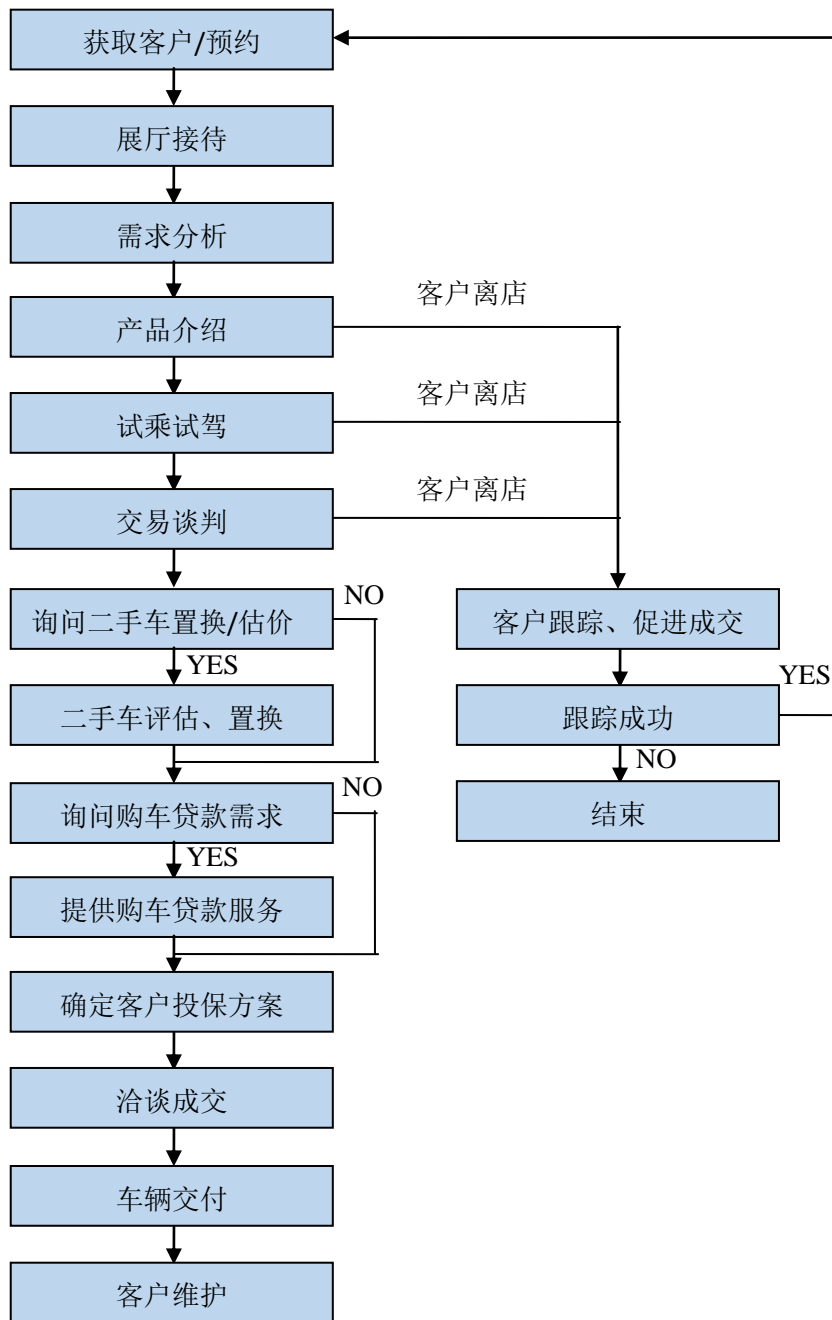 获取客户/预约
展厅接待
需求分析
客户离店
产品介绍
客户离店
试乘试驾
客户离店
交易谈判
NO
询问二手车置换/估价
客户跟踪、促进成交
YES
YES
二手车评估、置换
跟踪成功
NO
NO
询问购车贷款需求
结束
YES
提供购车贷款服务
确定客户投保方案
洽谈成交
车辆交付
客户维护